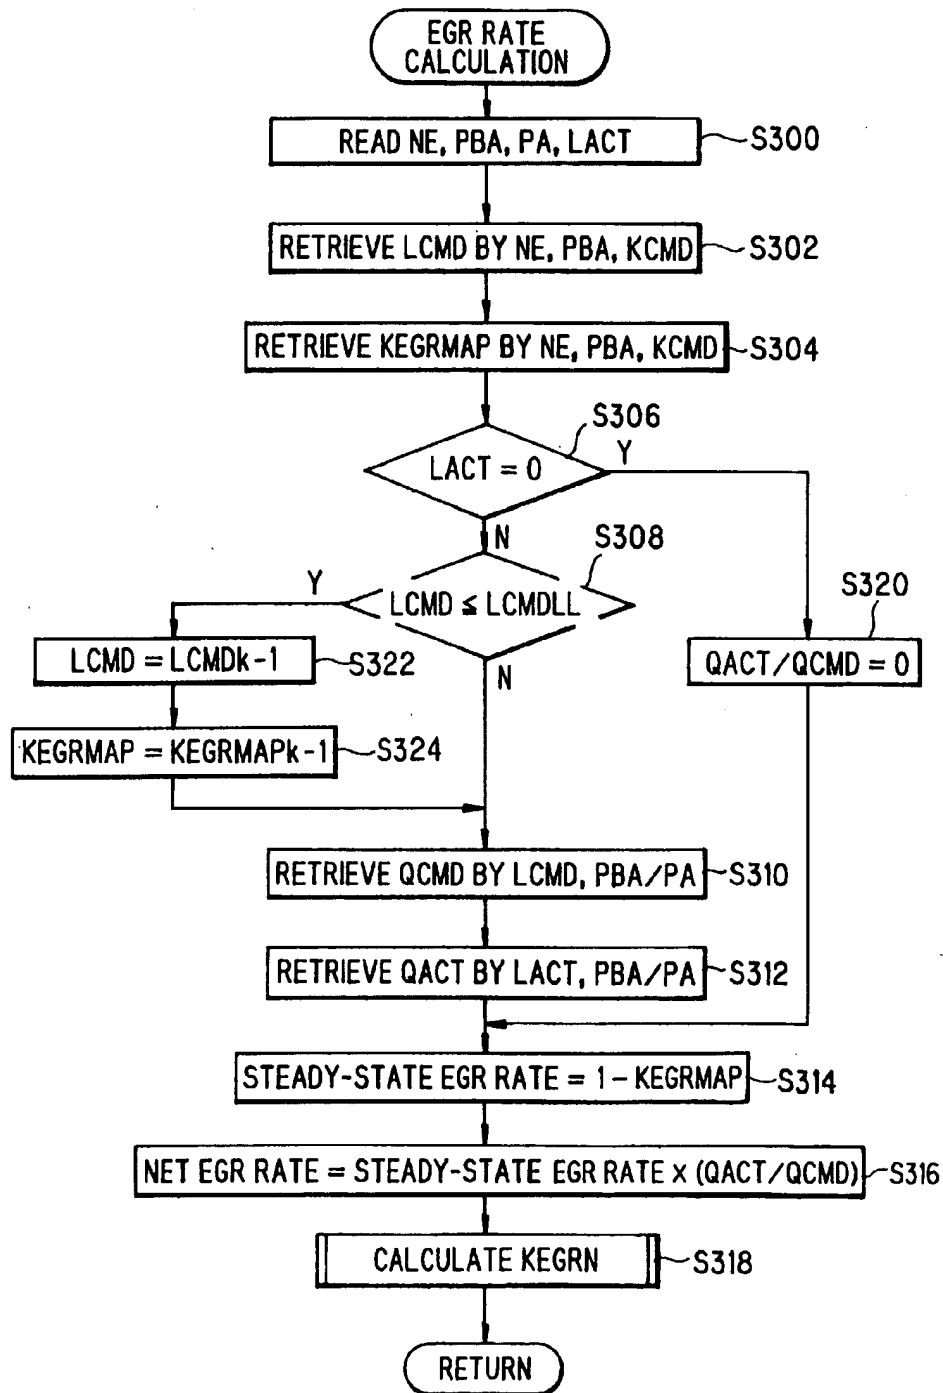 EGR RATE
CALCULATION
READ NE, PBA, PA, LACT
S300
RETRIEVE LCMD BY NE, PBA, KCMD
S302
RETRIEVE KEGRMAP BY NE, PBA, KCMD
S304
S306
LACT = 0
Y
N
S308
Y
LCMD ≦ LCMDLL
N
S320
QACT/QCMD = 0
LCMD = LCMDk-1
S322
KEGRMAP = KEGRMAPk-1
S324
RETRIEVE QCMD BY LCMD, PBA/PA
S310
RETRIEVE QACT BY LACT, PBA/PA
S312
STEADY-STATE EGR RATE = 1 - KEGRMAP
S314
NET EGR RATE = STEADY-STATE EGR RATE x (QACT/QCMD)
S316
CALCULATE KEGRN
S318
RETURN